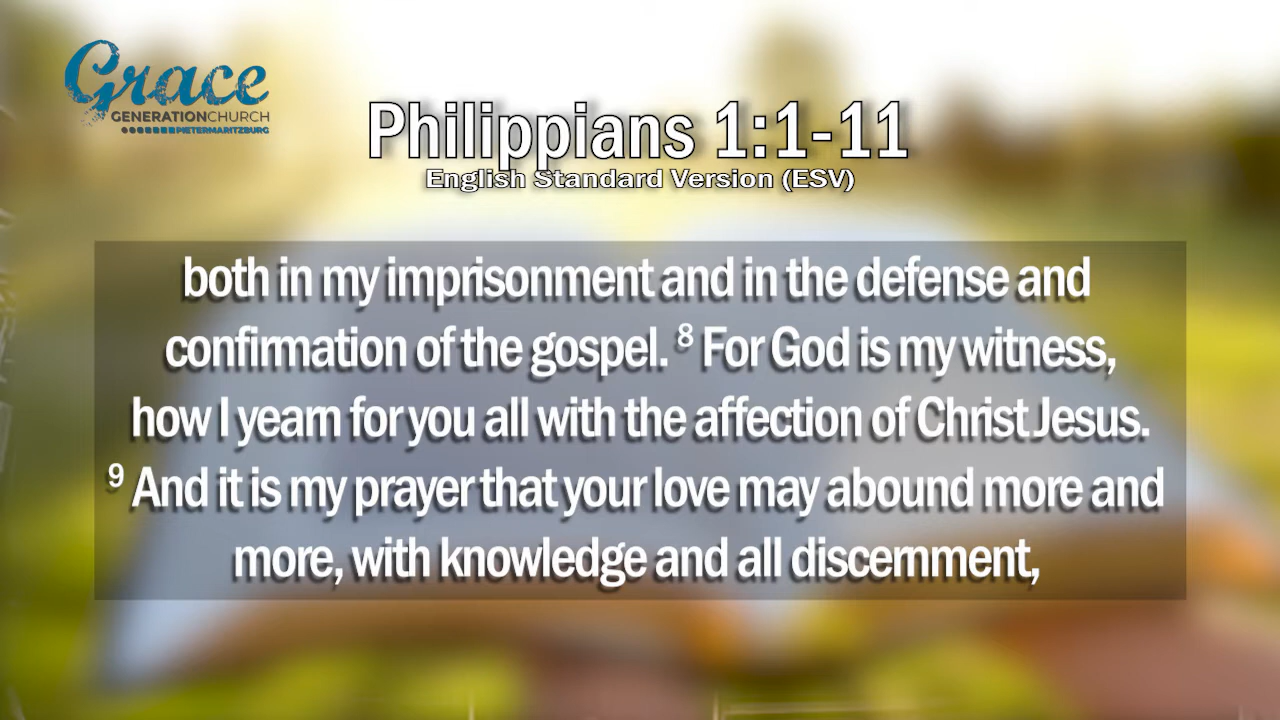 Grace
GENERATIONCHURCH
PIETERMARITZBURG
Philippians 1:1-11
English Standard Version (ESV)
both in my imprisonment and in the defense and
confirmation of the gospel. ⁸ For God is my witness,
how I yearn for you all with the affection of Christ Jesus.
⁹ And it is my prayer that your love may abound more and
more, with knowledge and all discernment,